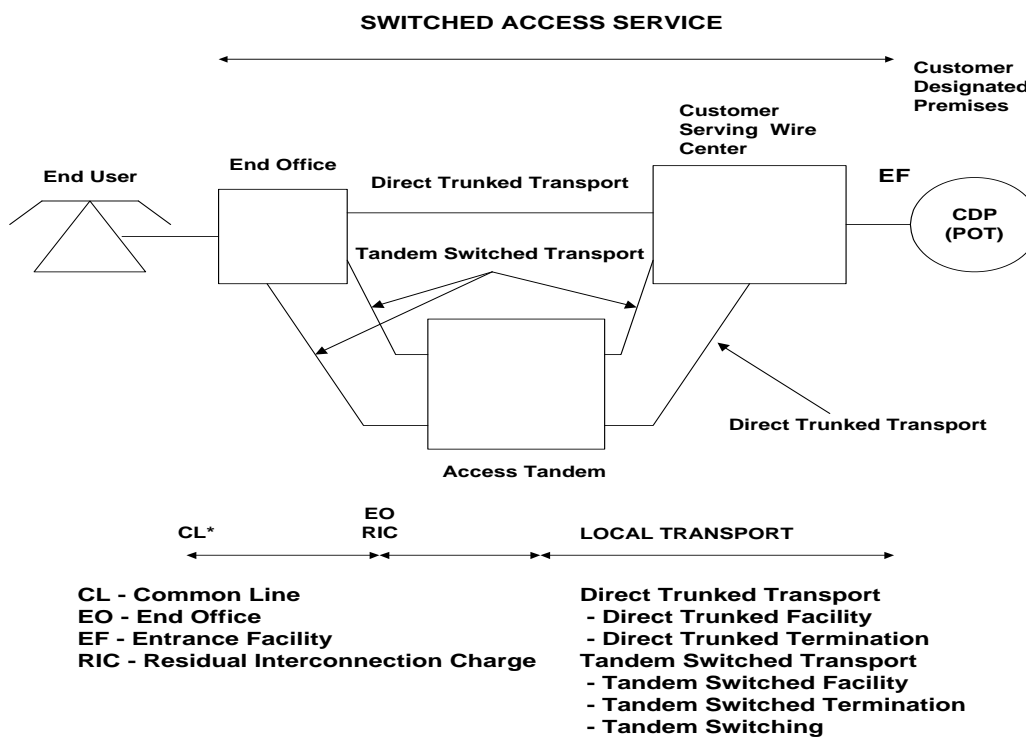 SWITCHED ACCESS SERVICE
Customer
Designated
Premises
Customer
Serving Wire
Center
End Office
End User
Direct Trunked Transport
EF
CDP
(POT)
Tandem Switched Transport
Direct Trunked Transport
Access Tandem
EO
CL*
RIC
LOCAL TRANSPORT
CL - Common Line
EO - End Office
EF - Entrance Facility
RIC - Residual Interconnection Charge
Direct Trunked Transport
- Direct Trunked Facility
- Direct Trunked Termination
Tandem Switched Transport
- Tandem Switched Facility
- Tandem Switched Termination
- Tandem Switching